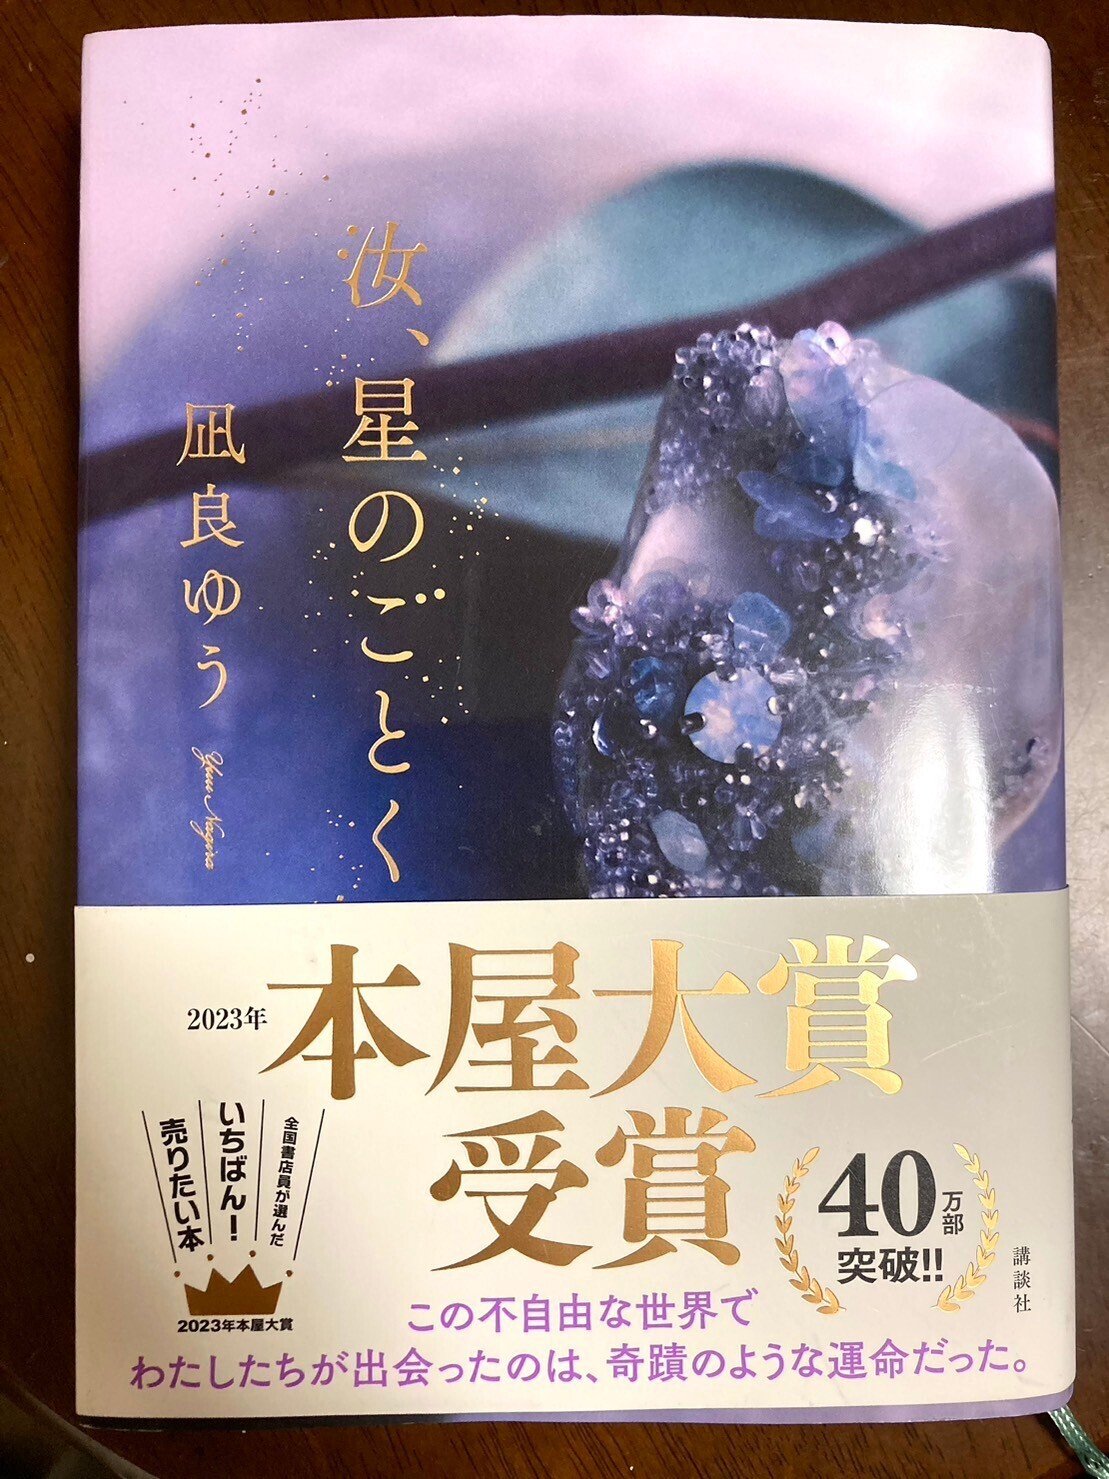 汝、星のごとく
凪良ゆう
Yuu Nagira
2023年
本屋大賞
受賞
全国書店員が選んだ
いちばん!
売りたい本
2023年本屋大賞
40万部
突破!!
講談社
この不自由な世界で
わたしたちが出会ったのは、奇蹟のような運命だった。